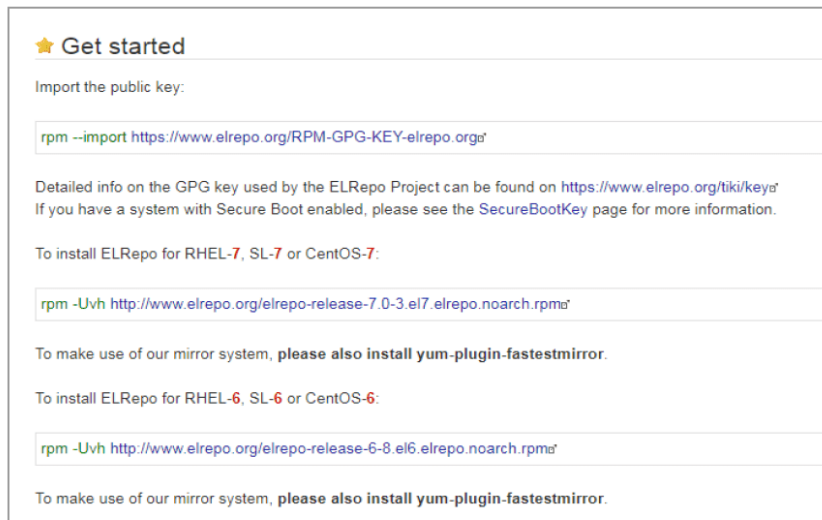 Get started
Import the public key:
rpm --import https://www.elrepo.org/RPM-GPG-KEY-elrepo.org
Detailed info on the GPG key used by the ELRepo Project can be found on https://www.elrepo.org/tiki/key
If you have a system with Secure Boot enabled, please see the SecureBootKey page for more information.
To install ELRepo for RHEL-7, SL-7 or CentOS-7:
rpm -Uvh http://www.elrepo.org/elrepo-release-7.0-3.el7.elrepo.noarch.rpm
To make use of our mirror system, please also install yum-plugin-fastestmirror.
To install ELRepo for RHEL-6, SL-6 or CentOS-6:
rpm -Uvh http://www.elrepo.org/elrepo-release-6-8.el6.elrepo.noarch.rpm
To make use of our mirror system, please also install yum-plugin-fastestmirror.